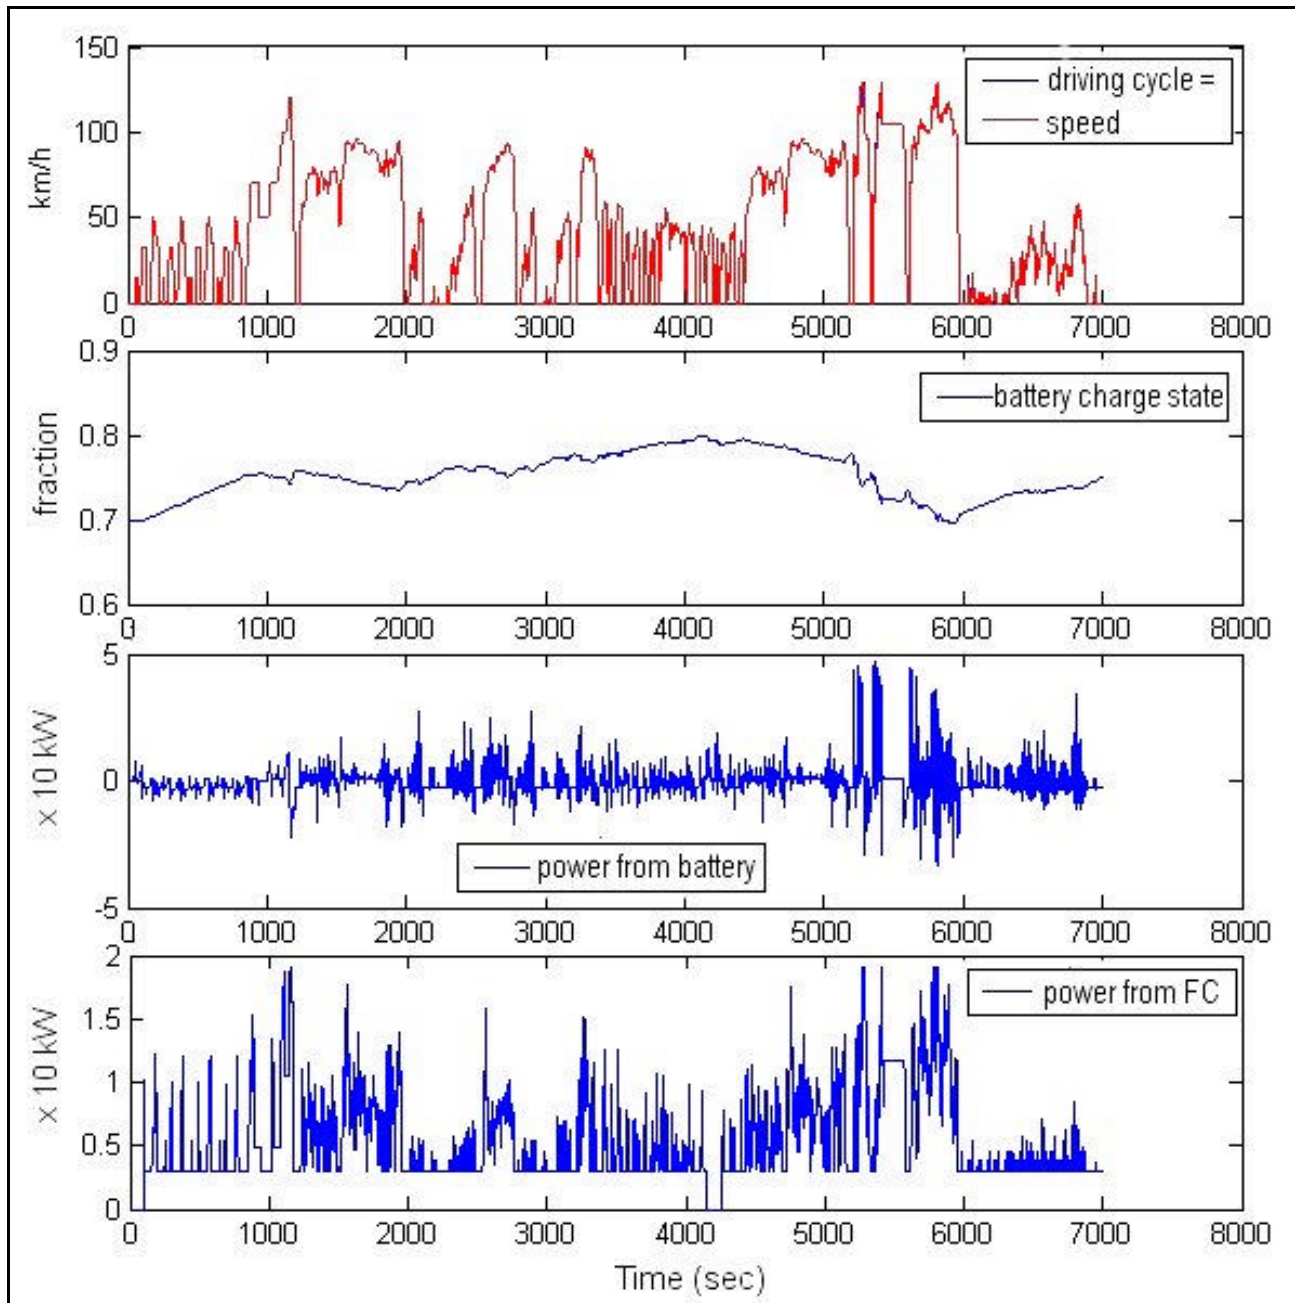 150
100
50
0
km/h
driving cycle =
speed
0 1000 2000 3000 4000 5000 6000 7000 8000
0.9
0.8
0.7
0.6
fraction
battery charge state
0 1000 2000 3000 4000 5000 6000 7000 8000
5
0
-5
x 10 kW
power from battery
0 1000 2000 3000 4000 5000 6000 7000 8000
2
1.5
1
0.5
0
x 10 kW
power from FC
0 1000 2000 3000 4000 5000 6000 7000 8000
Time (sec)